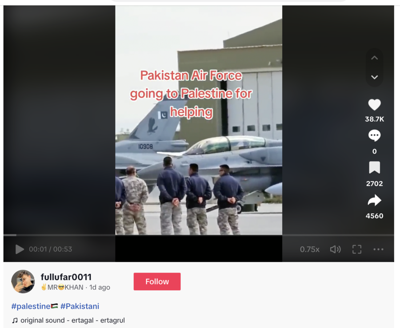 Pakistan Air Force
going to Palestine for
helping
38.7K
0
2702
4560
00:01 / 00:53
0.75x
fullufar0011
MR KHAN · 1d ago
Follow
#palestine #Pakistani
original sound - ertagal - ertagrul